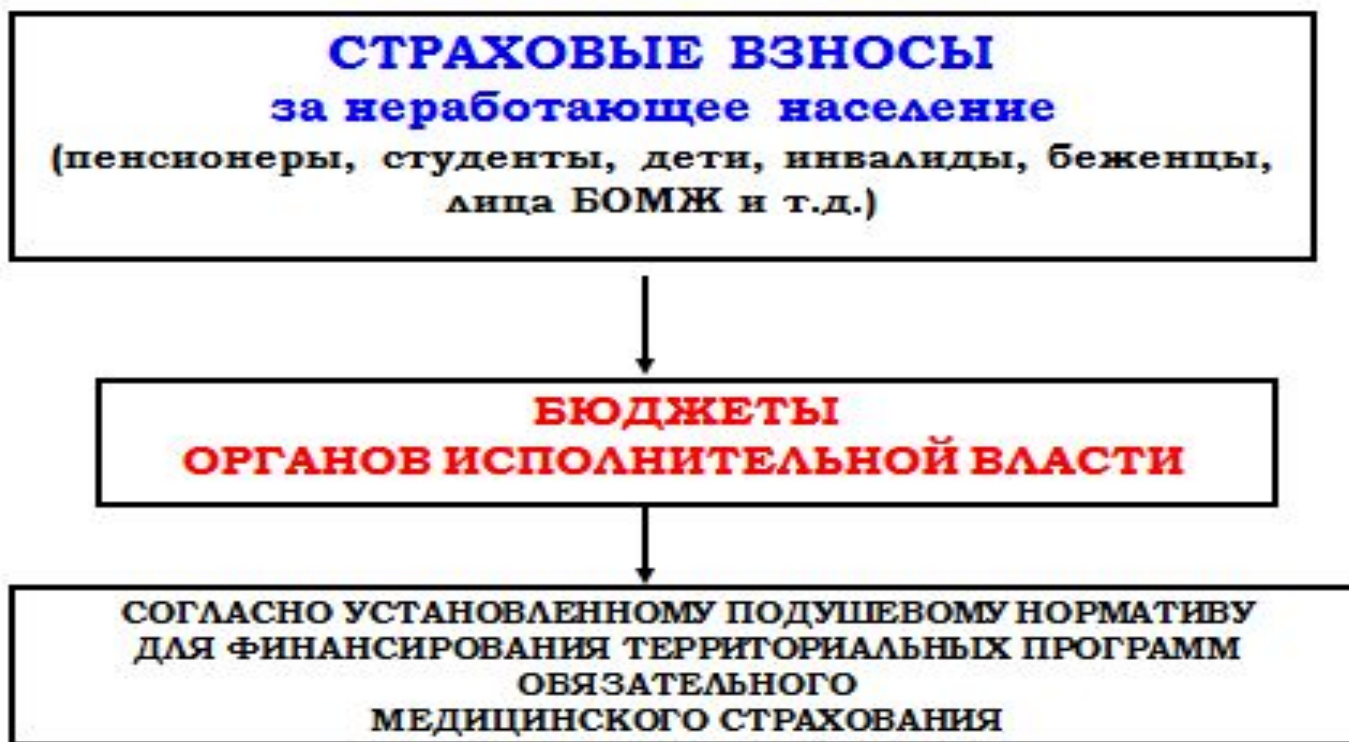 СТРАХОВЫЕ ВЗНОСЫ
за неработающее население
(пенсионеры, студенты, дети, инвалиды, беженцы,
лица БОМЖ и т.д.)
БЮДЖЕТЫ
ОРГАНОВ ИСПОЛНИТЕЛЬНОЙ ВЛАСТИ
СОГЛАСНО УСТАНОВЛЕННОМУ ПОДУШЕВОМУ НОРМАТИВУ
ДЛЯ ФИНАНСИРОВАНИЯ ТЕРРИТОРИАЛЬНЫХ ПРОГРАММ
ОБЯЗАТЕЛЬНОГО
МЕДИЦИНСКОГО СТРАХОВАНИЯ